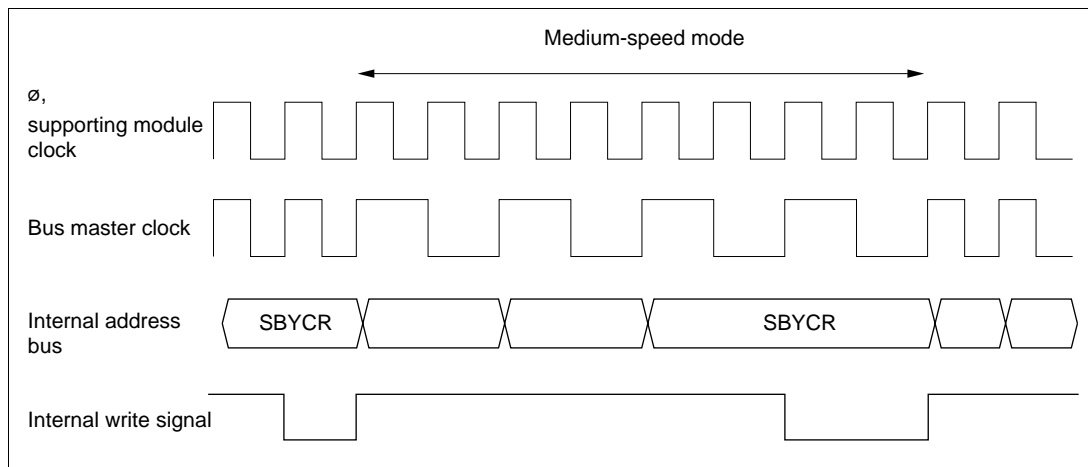 Medium-speed mode
ø,
supporting module
clock
Bus master clock
Internal address
bus
SBYCR
SBYCR
Internal write signal